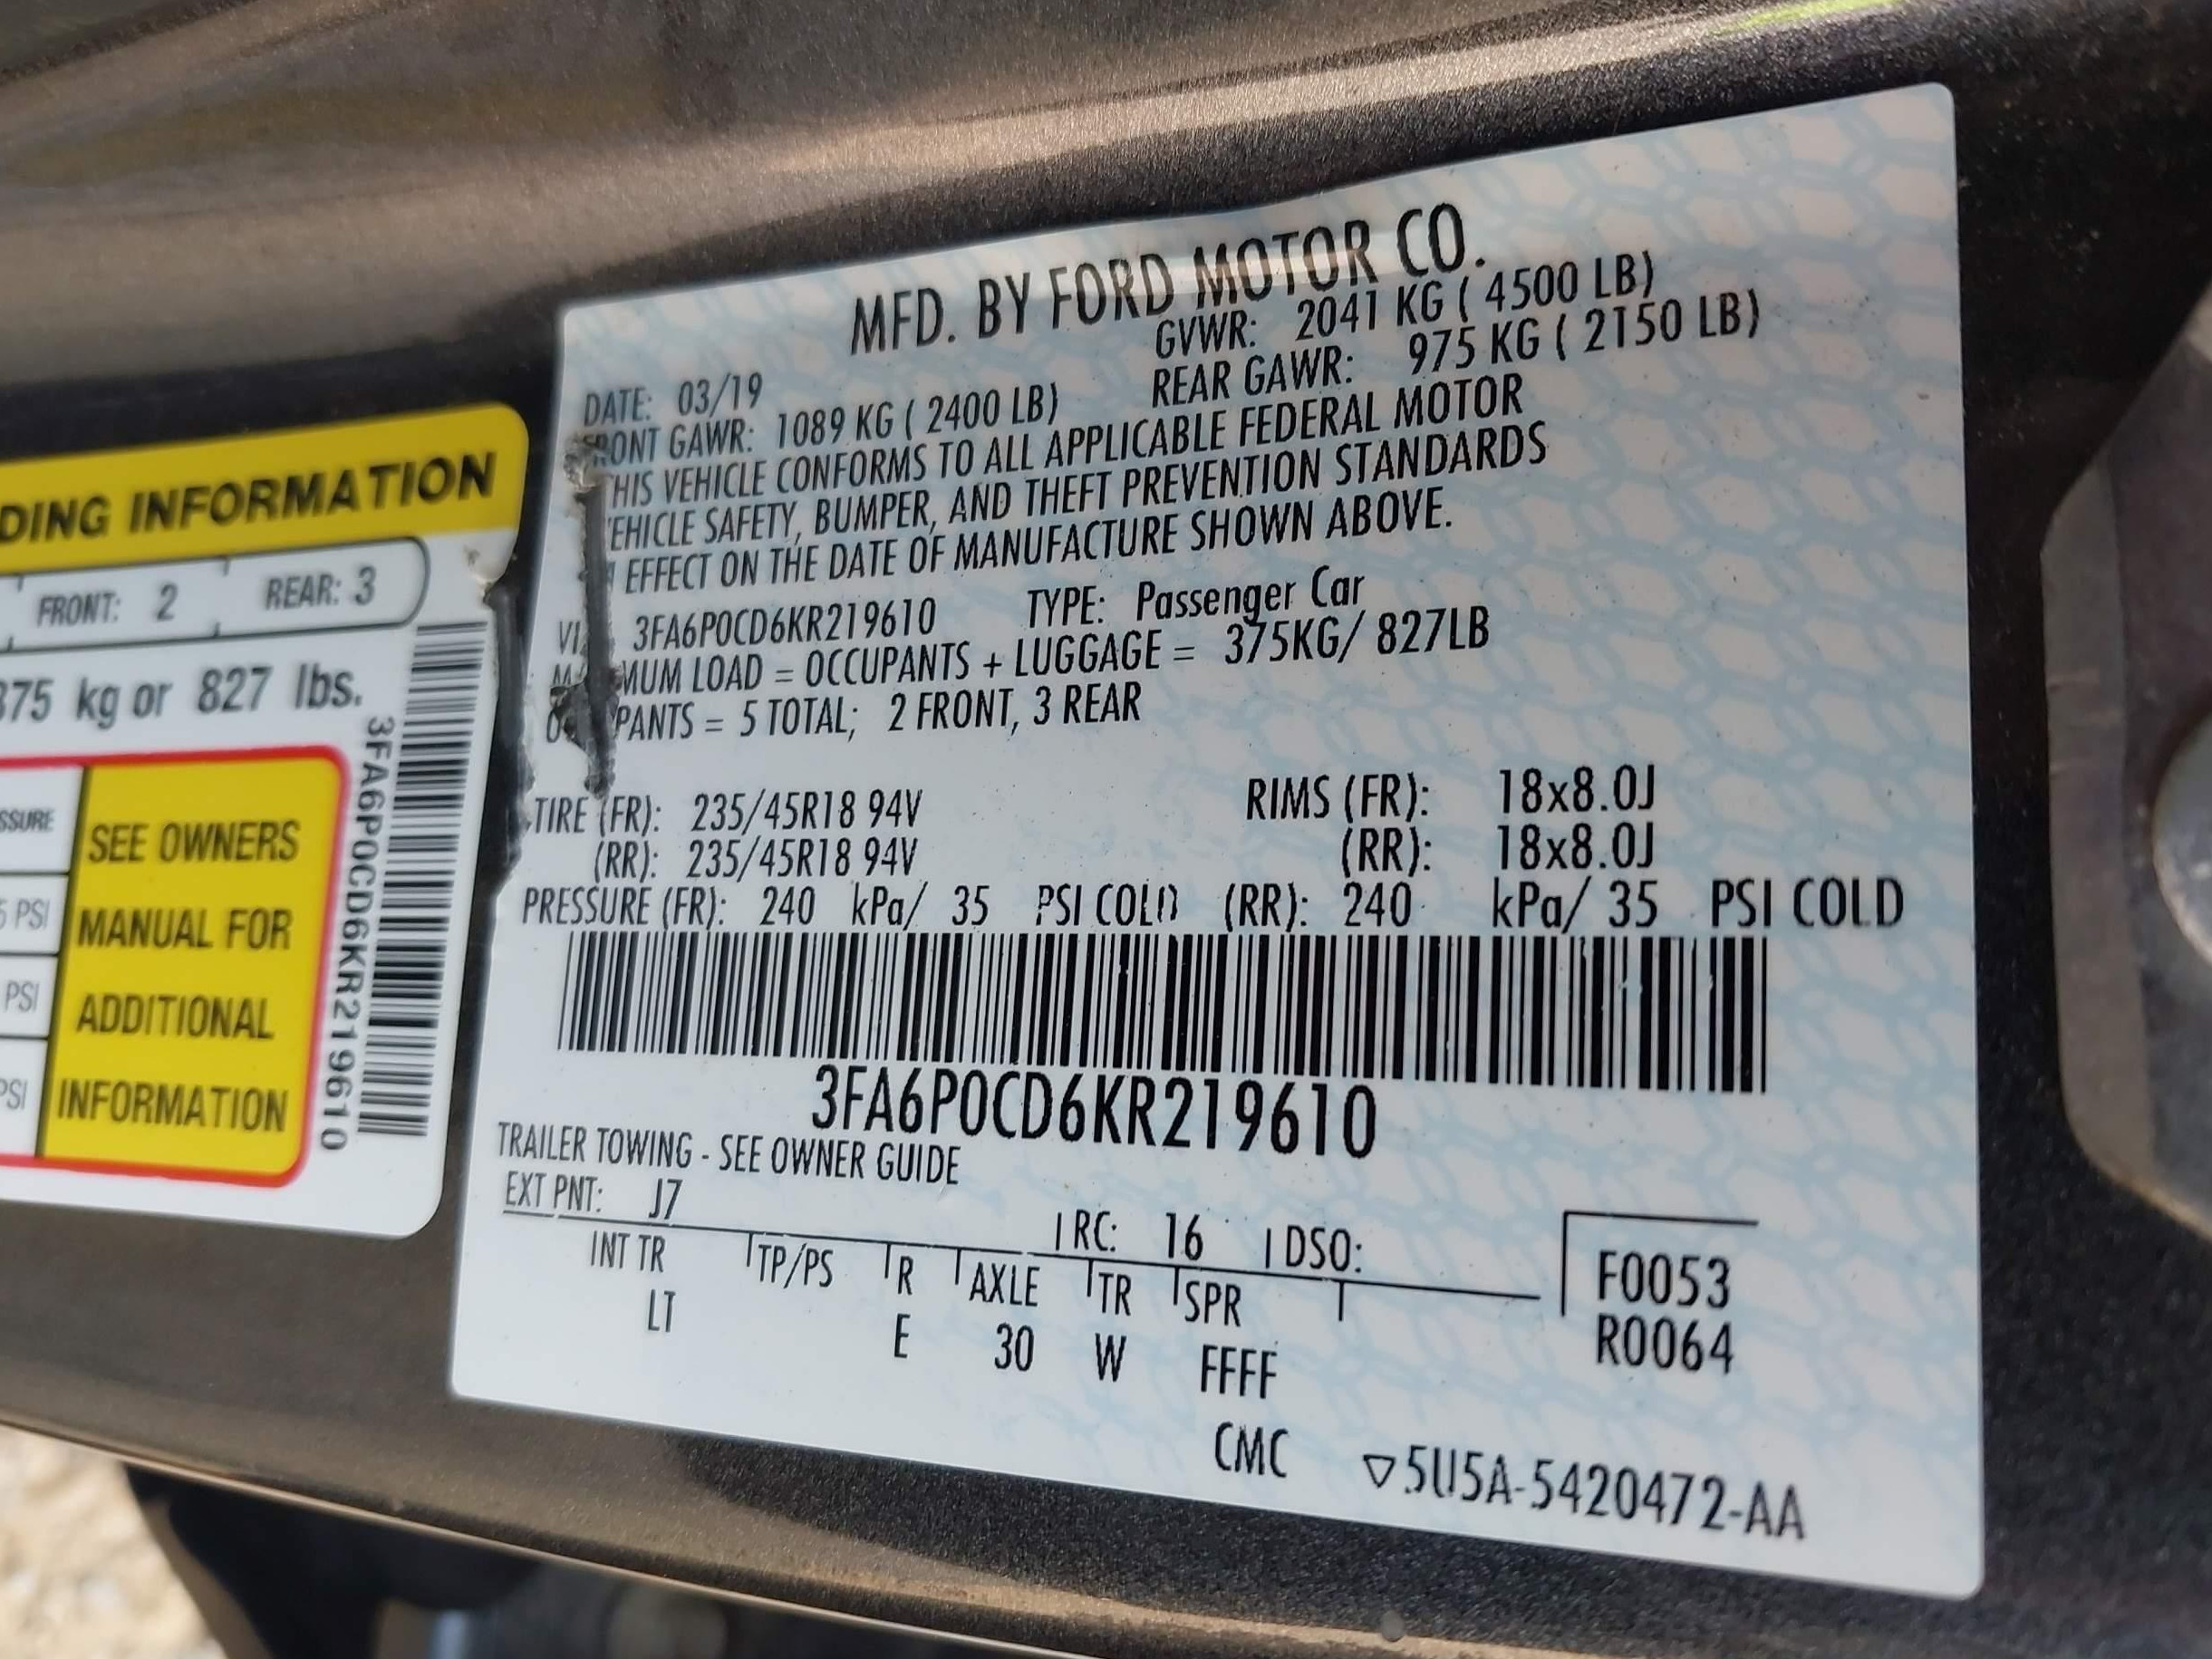 MFD. BY FORD MOTOR CO.
DATE: 03/19 GVWR: 2041 KG ( 4500 LB)
FRONT GAWR: 1089 KG ( 2400 LB) REAR GAWR: 975 KG ( 2150 LB)
THIS VEHICLE CONFORMS TO ALL APPLICABLE FEDERAL MOTOR
VEHICLE SAFETY, BUMPER, AND THEFT PREVENTION STANDARDS
IN EFFECT ON THE DATE OF MANUFACTURE SHOWN ABOVE.
VIN 3FA6P0CD6KR219610 TYPE: Passenger Car
MAXIMUM LOAD = OCCUPANTS + LUGGAGE = 375KG/ 827LB
OCCUPANTS = 5 TOTAL; 2 FRONT, 3 REAR
TIRE (FR): 235/45R18 94V RIMS (FR): 18x8.0J
(RR): 235/45R18 94V (RR): 18x8.0J
PRESSURE (FR): 240 kPa/ 35 PSI COLD (RR): 240 kPa/ 35 PSI COLD
3FA6P0CD6KR219610
TRAILER TOWING - SEE OWNER GUIDE
EXT PNT: J7 RC: 16 DSO:
INT TR TP/PS R AXLE TR SPR
LT E 30 W FFFF
F0053
R0064
CMC ▽5U5A-5420472-AA
DING INFORMATION
FRONT: 2 REAR: 3
375 kg or 827 lbs.
SSURE
5 PSI
PSI
PSI
SEE OWNERS
MANUAL FOR
ADDITIONAL
INFORMATION
3FA6P0CD6KR219610